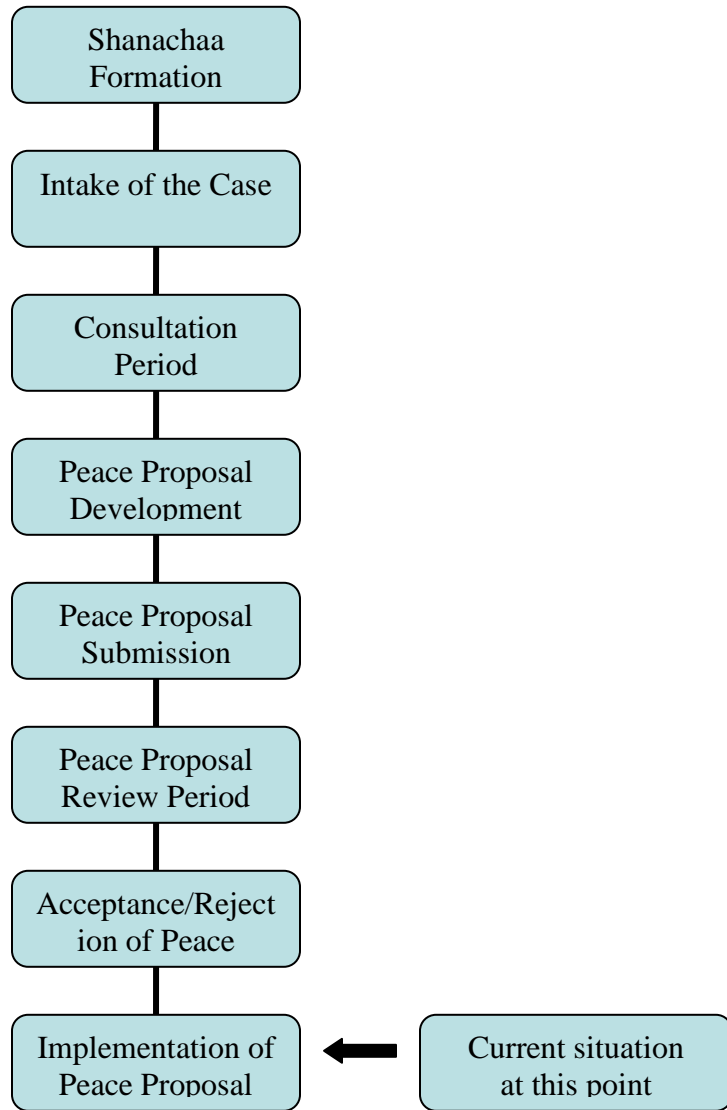 Shanachaa
Formation
Intake of the Case
Consultation
Period
Peace Proposal
Development
Peace Proposal
Submission
Peace Proposal
Review Period
Acceptance/Reject
ion of Peace
Implementation of
Peace Proposal
Current situation
at this point